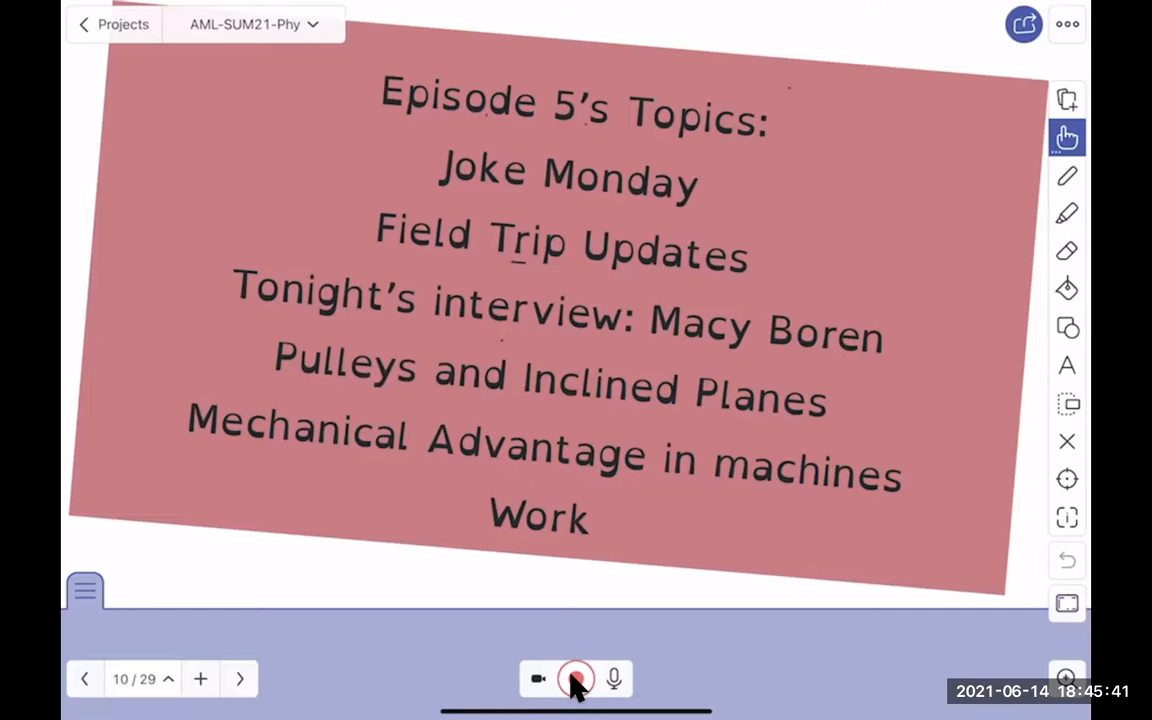 Projects
AML-SUM21-Phy
Episode 5's Topics:
Joke Monday
Field Trip Updates
Tonight's interview: Macy Boren
Pulleys and Inclined Planes
Mechanical Advantage in machines
Work
A
10 / 29
2021-06-14 18:45:41